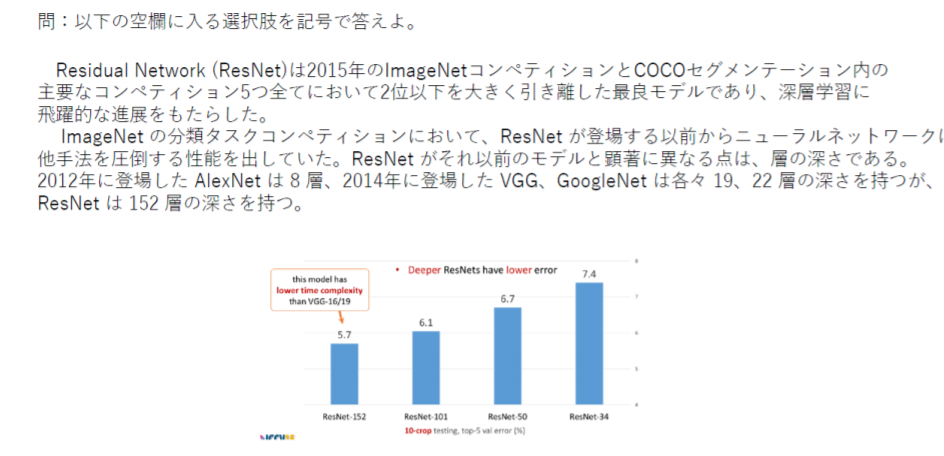 問：以下の空欄に入る選択肢を記号で答えよ。
Residual Network (ResNet)は2015年のImageNetコンペティションとCOCOセグメンテーション内の
主要なコンペティション5つ全てにおいて2位以下を大きく引き離した最良モデルであり、深層学習に
飛躍的な進展をもたらした。
ImageNet の分類タスクコンペティションにおいて、ResNet が登場する以前からニューラルネットワーク
他手法を圧倒する性能を出していた。ResNet がそれ以前のモデルと顕著に異なる点は、層の深さである。
2012年に登場した AlexNet は 8 層、2014年に登場した VGG、GoogleNet は各々 19、22 層の深さを持つが、
ResNet は 152 層の深さを持つ。
• Deeper ResNets have lower error
this model has
lower time complexity
than VGG-16/19
5.7
6.1
6.7
7.4
8
7
6
5
4
ResNet-152
ResNet-101
ResNet-50
ResNet-34
10-crop testing, top-5 val error (%)